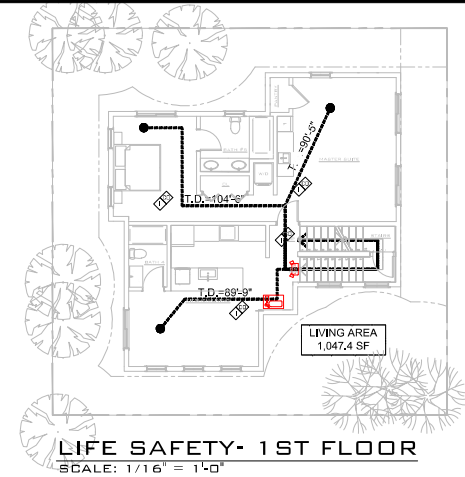 T.D.=90'-5"
T.D.=104'-6"
T.D.=89'-9"
LIVING AREA
1,047.4 SF
LIFE SAFETY- 1ST FLOOR
SCALE: 1/16" = 1'-0"